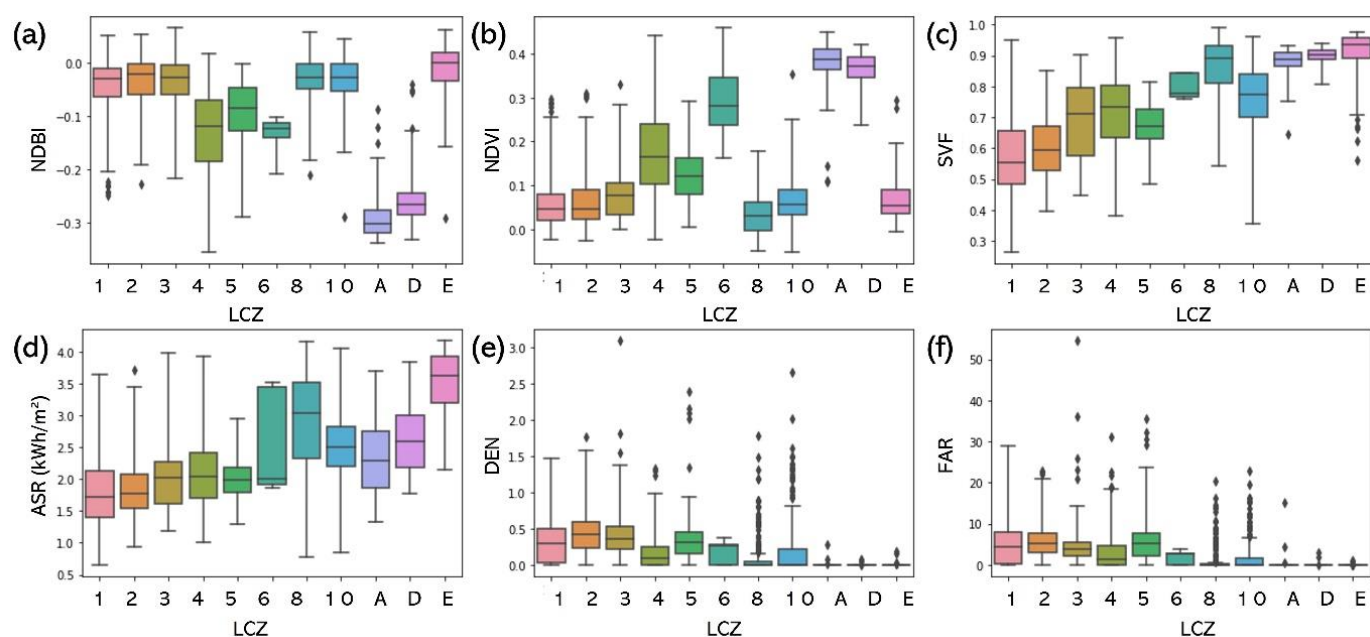 (a)
NDBI
0.0
−0.1
−0.2
−0.3
1 2 3 4 5 6 8 10 A D E
LCZ
(b)
NDVI
0.4
0.3
0.2
0.1
0.0
1 2 3 4 5 6 8 10 A D E
LCZ
(c)
SVF
1.0
0.9
0.8
0.7
0.6
0.5
0.4
0.3
1 2 3 4 5 6 8 10 A D E
LCZ
(d)
ASR (kWh/m²)
4.0
3.5
3.0
2.5
2.0
1.5
1.0
0.5
1 2 3 4 5 6 8 10 A D E
LCZ
(e)
DEN
3.0
2.5
2.0
1.5
1.0
0.5
0.0
1 2 3 4 5 6 8 10 A D E
LCZ
(f)
FAR
50
40
30
20
10
0
1 2 3 4 5 6 8 10 A D E
LCZ